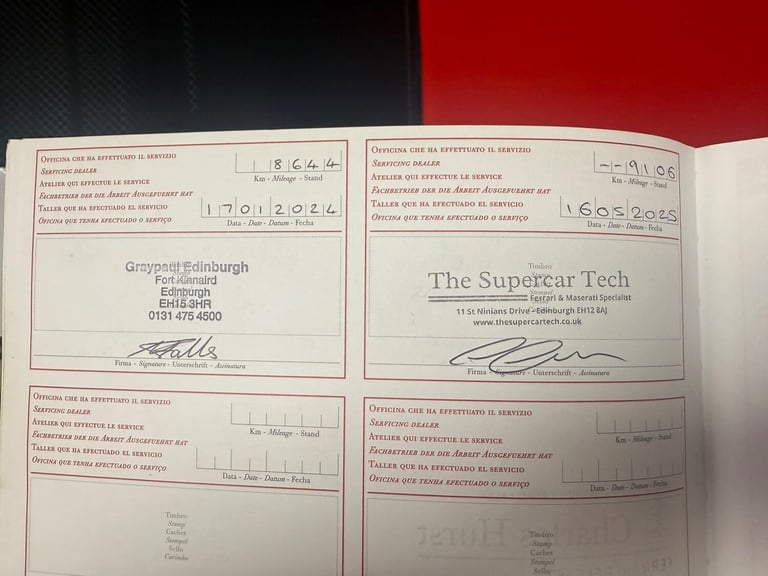 Officina che ha effettuato il servizio
Servicing dealer
Atelier qui effectue le service
Fachbetrieb der die Arbeit Ausgefuehrt hat
Taller que ha efectuado el servicio
Oficina que tenha efectuado o serviço
8644
Km - Mileage - Stand
17012024
Data - Date - Datum - Fecha
Graypaul Edinburgh
Fort Kinnaird
Edinburgh
EH15 3HR
0131 475 4500
Firma - Signature - Unterschrift - Assinatura
Officina che ha effettuato il servizio
Servicing dealer
Atelier qui effectue le service
Fachbetrieb der die Arbeit Ausgefuehrt hat
Taller que ha efectuado el servicio
Oficina que tenha efectuado o serviço
--9106
Km - Mileage - Stand
16052025
Data - Date - Datum - Fecha
Timbro
Stamp
Stempel
The Supercar Tech
Ferrari & Maserati Specialist
11 St Ninians Drive - Edinburgh EH12 8AJ
www.thesupercartech.co.uk
Firma - Signature - Unterschrift - Assinatura
Officina che ha effettuato il servizio
Servicing dealer
Atelier qui effectue le service
Fachbetrieb der die Arbeit Ausgefuehrt hat
Taller que ha efectuado el servicio
Oficina que tenha efectuado o serviço
Km - Mileage - Stand
Data - Date - Datum - Fecha
Timbro
Stamp
Cachet
Stempel
Sello
Carimbo
Officina che ha effettuato il servizio
Servicing dealer
Atelier qui effectue le service
Fachbetrieb der die Arbeit Ausgefuehrt hat
Taller que ha efectuado el servicio
Oficina que tenha efectuado o serviço
Km - Mileage - Stand
Data - Date - Datum - Fecha
Timbro
Stamp
Cachet
Stempel
Sello